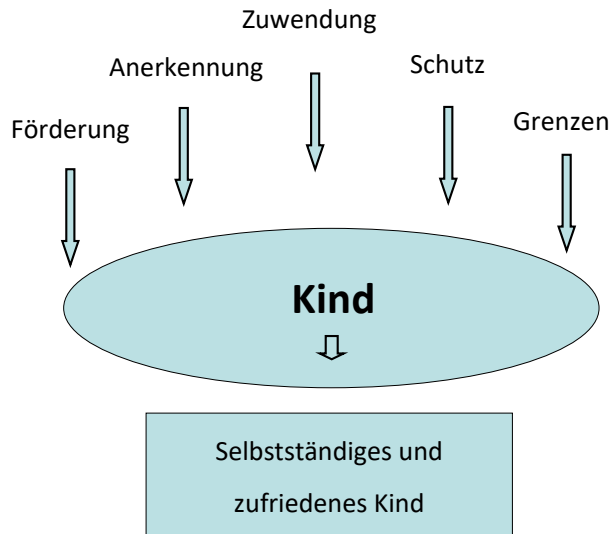 Zuwendung
Anerkennung
Schutz
Förderung
Grenzen
Kind
Selbstständiges und
zufriedenes Kind